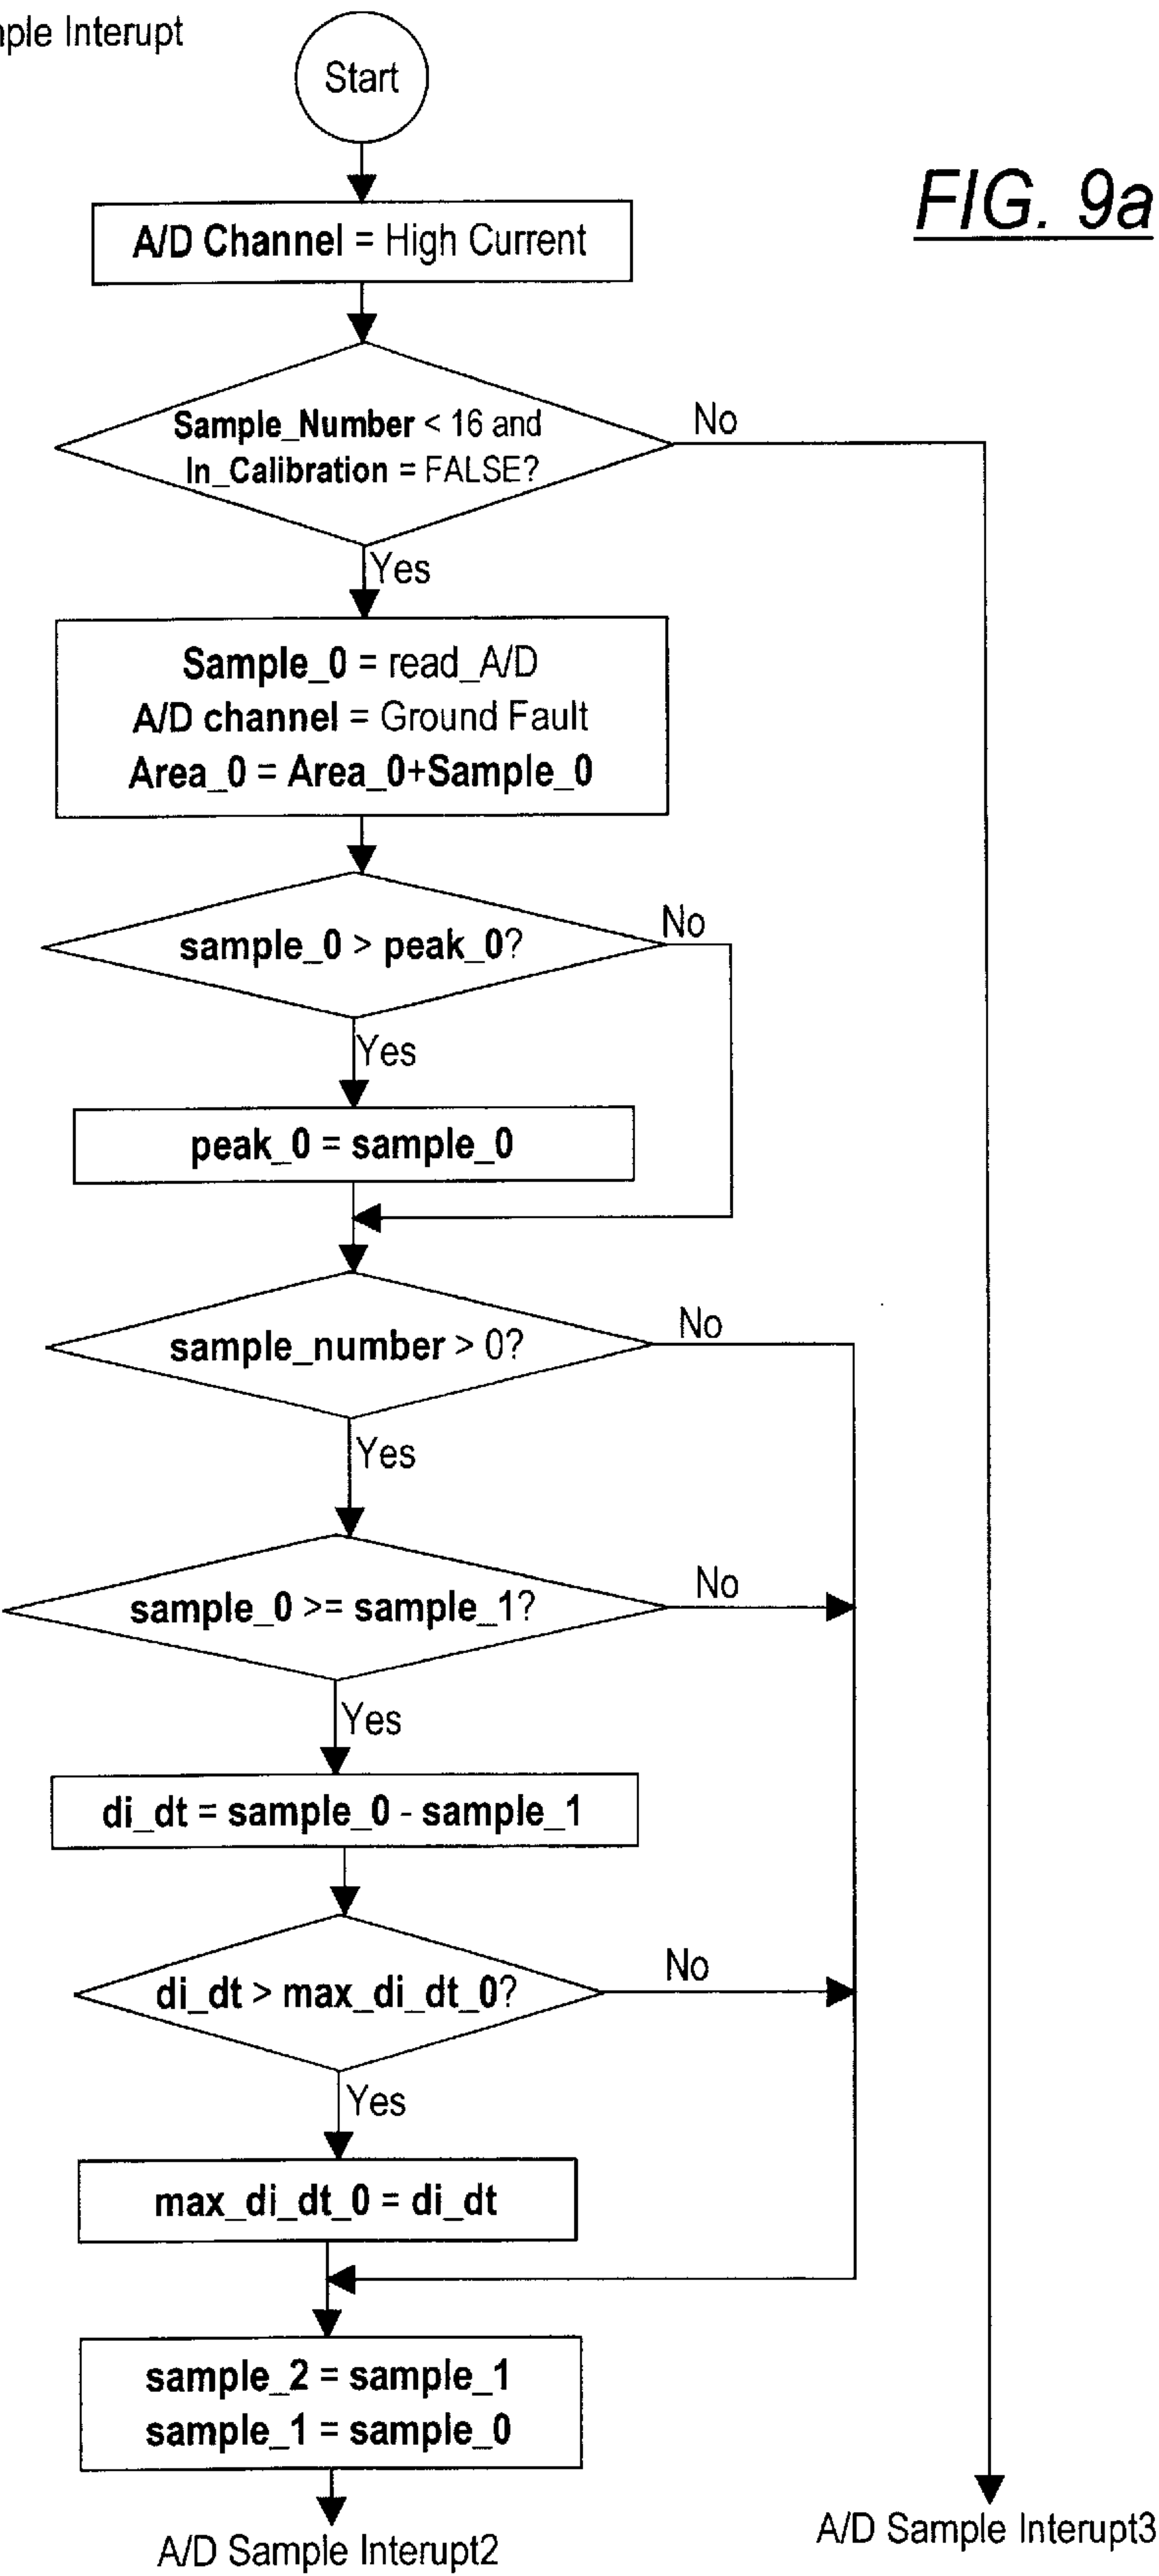 Interupt
Start
FIG. 9a
A/D Channel = High Current
Sample_Number < 16 and
In_Calibration = FALSE?
No
Yes
Sample_0 = read_A/D
A/D channel = Ground Fault
Area_0 = Area_0+Sample_0
sample_0 > peak_0?
No
Yes
peak_0 = sample_0
sample_number > 0?
No
Yes
sample_0 >= sample_1?
No
Yes
di_dt = sample_0 - sample_1
di_dt > max_di_dt_0?
No
Yes
max_di_dt_0 = di_dt
sample_2 = sample_1
sample_1 = sample_0
A/D Sample Interupt2
A/D Sample Interupt3